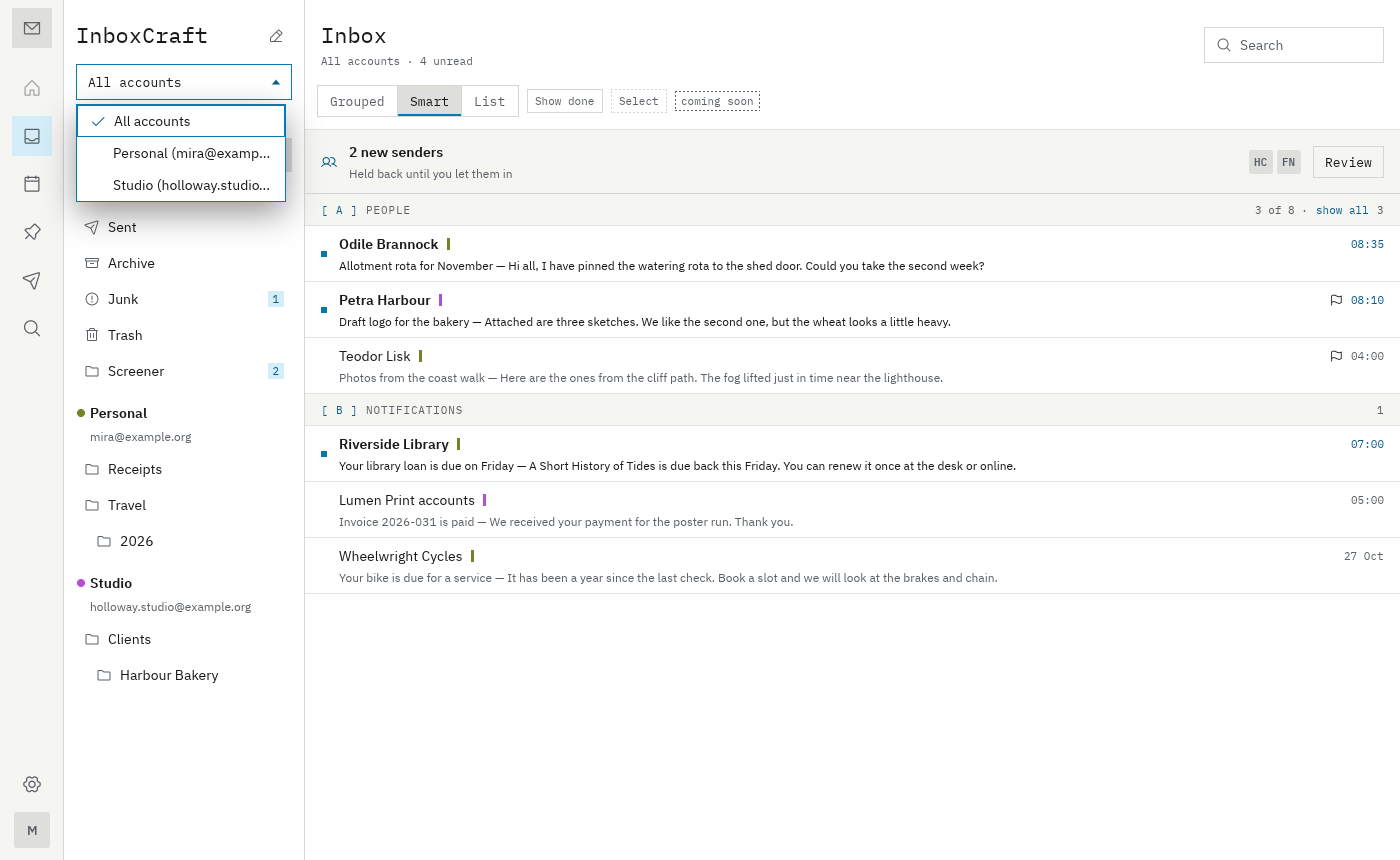 InboxCraft
All accounts
All accounts
Personal (mira@examp...
Studio (holloway.studio...
Sent
Archive
Junk 1
Trash
Screener 2
Personal
mira@example.org
Receipts
Travel
2026
Studio
holloway.studio@example.org
Clients
Harbour Bakery
M
Inbox
All accounts · 4 unread
Search
Grouped Smart List Show done Select coming soon
2 new senders
Held back until you let them in
HC FN Review
[ A ] PEOPLE 3 of 8 · show all 3
Odile Brannock 08:35
Allotment rota for November — Hi all, I have pinned the watering rota to the shed door. Could you take the second week?
Petra Harbour 08:10
Draft logo for the bakery — Attached are three sketches. We like the second one, but the wheat looks a little heavy.
Teodor Lisk 04:00
Photos from the coast walk — Here are the ones from the cliff path. The fog lifted just in time near the lighthouse.
[ B ] NOTIFICATIONS 1
Riverside Library 07:00
Your library loan is due on Friday — A Short History of Tides is due back this Friday. You can renew it once at the desk or online.
Lumen Print accounts 05:00
Invoice 2026-031 is paid — We received your payment for the poster run. Thank you.
Wheelwright Cycles 27 Oct
Your bike is due for a service — It has been a year since the last check. Book a slot and we will look at the brakes and chain.